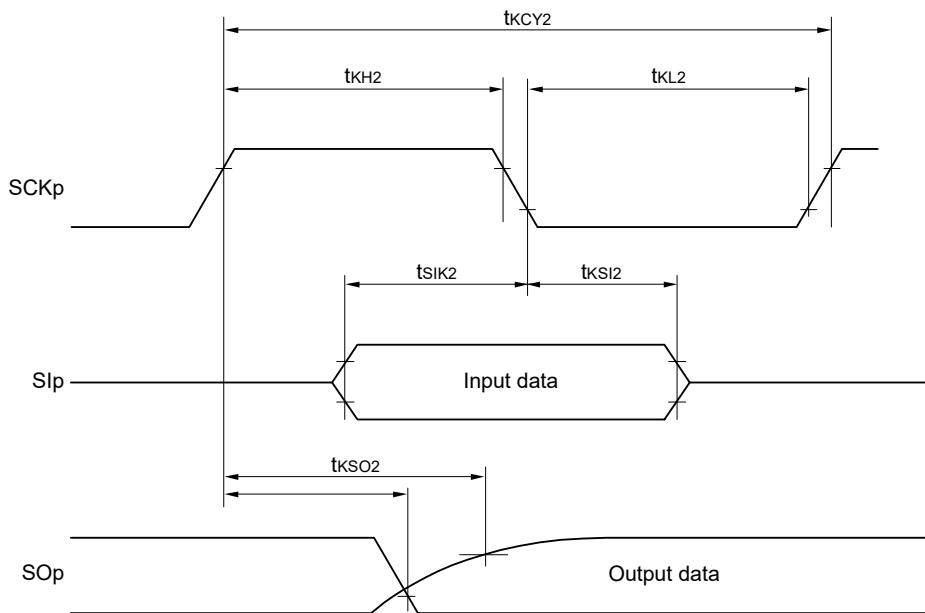 tKCY2
tKH2
tKL2
SCKp
tSIK2
tKSI2
SIp
Input data
tKSO2
SOp
Output data